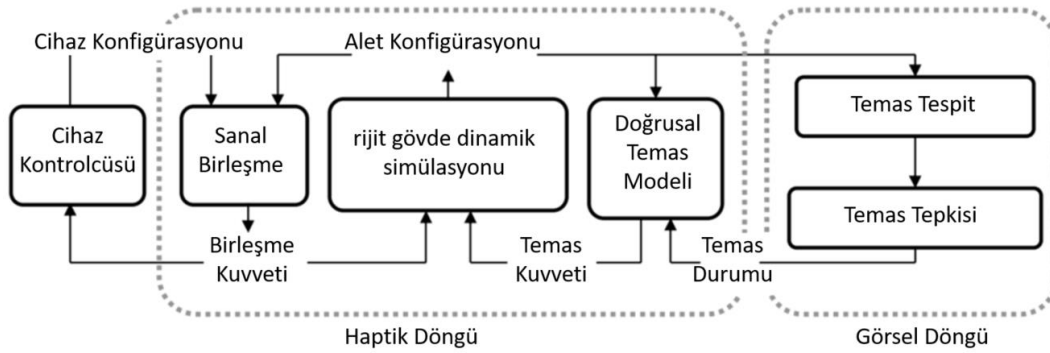 Cihaz Konfigürasyonu
Alet Konfigürasyonu
Cihaz
Kontrolcüsü
Sanal
Birleşme
rijit gövde dinamik
simülasyonu
Doğrusal
Temas
Modeli
Temas Tespit
Temas Tepkisi
Birleşme
Kuvveti
Temas
Kuvveti
Temas
Durumu
Haptik Döngü
Görsel Döngü